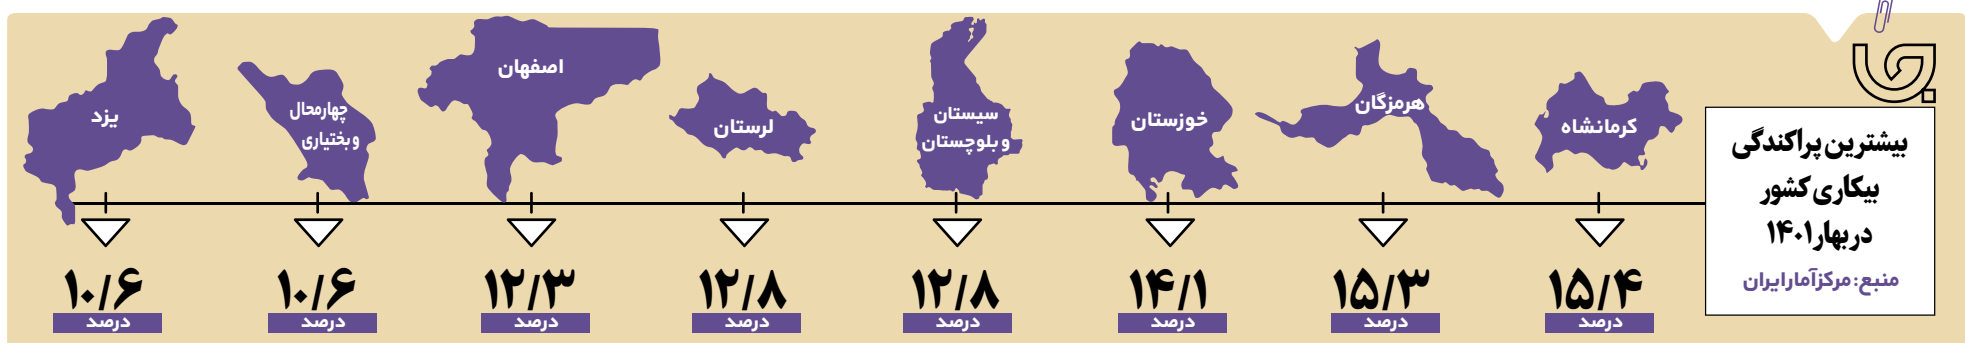 بیشترین پراکندگی
بیکاری کشور
در بهار ۱۴۰۱
منبع: مرکز آمار ایران
کرمانشاه
۱۵/۴
درصد
هرمزگان
۱۵/۳
درصد
خوزستان
۱۴/۱
درصد
سیستان
و بلوچستان
۱۲/۸
درصد
لرستان
۱۲/۸
درصد
اصفهان
۱۲/۳
درصد
چهارمحال
و بختیاری
۱۰/۶
درصد
یزد
۱۰/۶
درصد